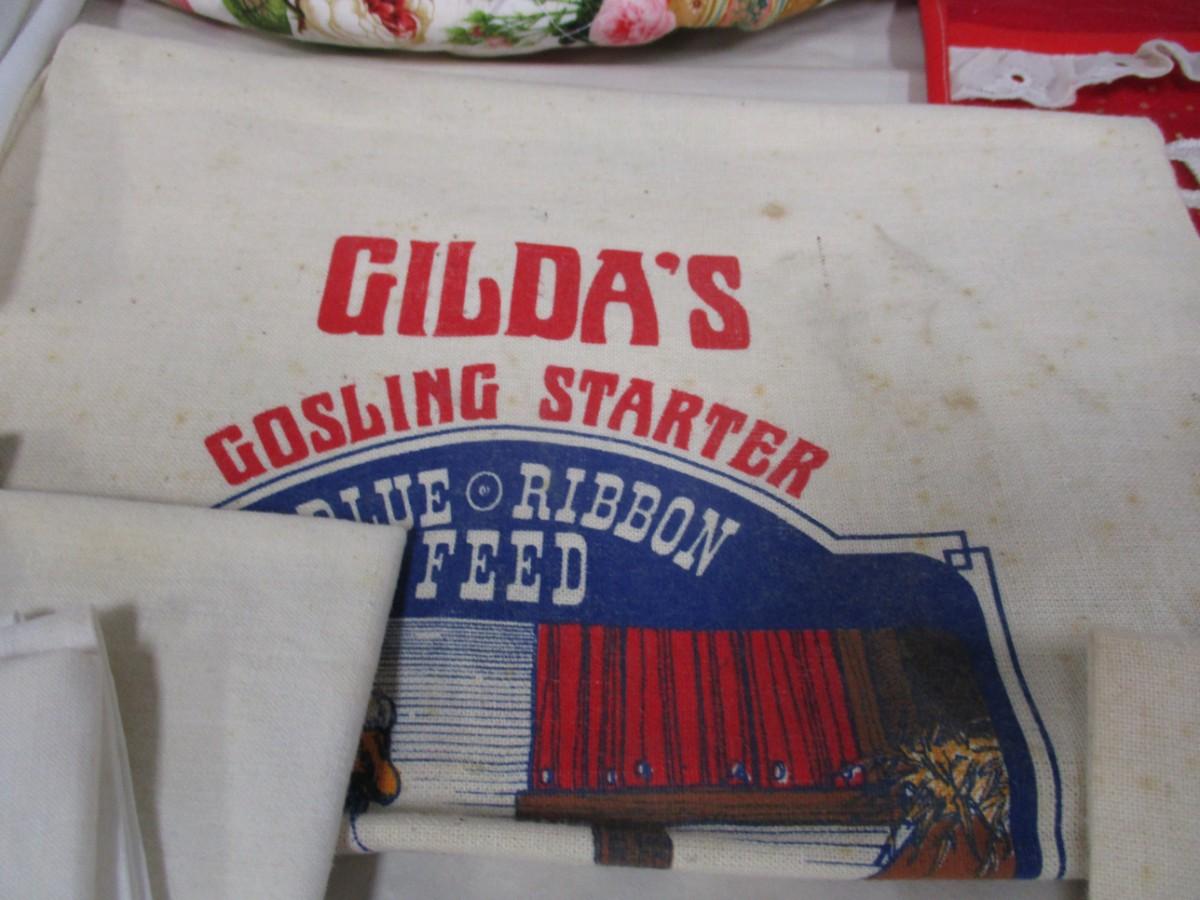 GILDA'S
GOSLING STARTER
BLUE RIBBON
FEED